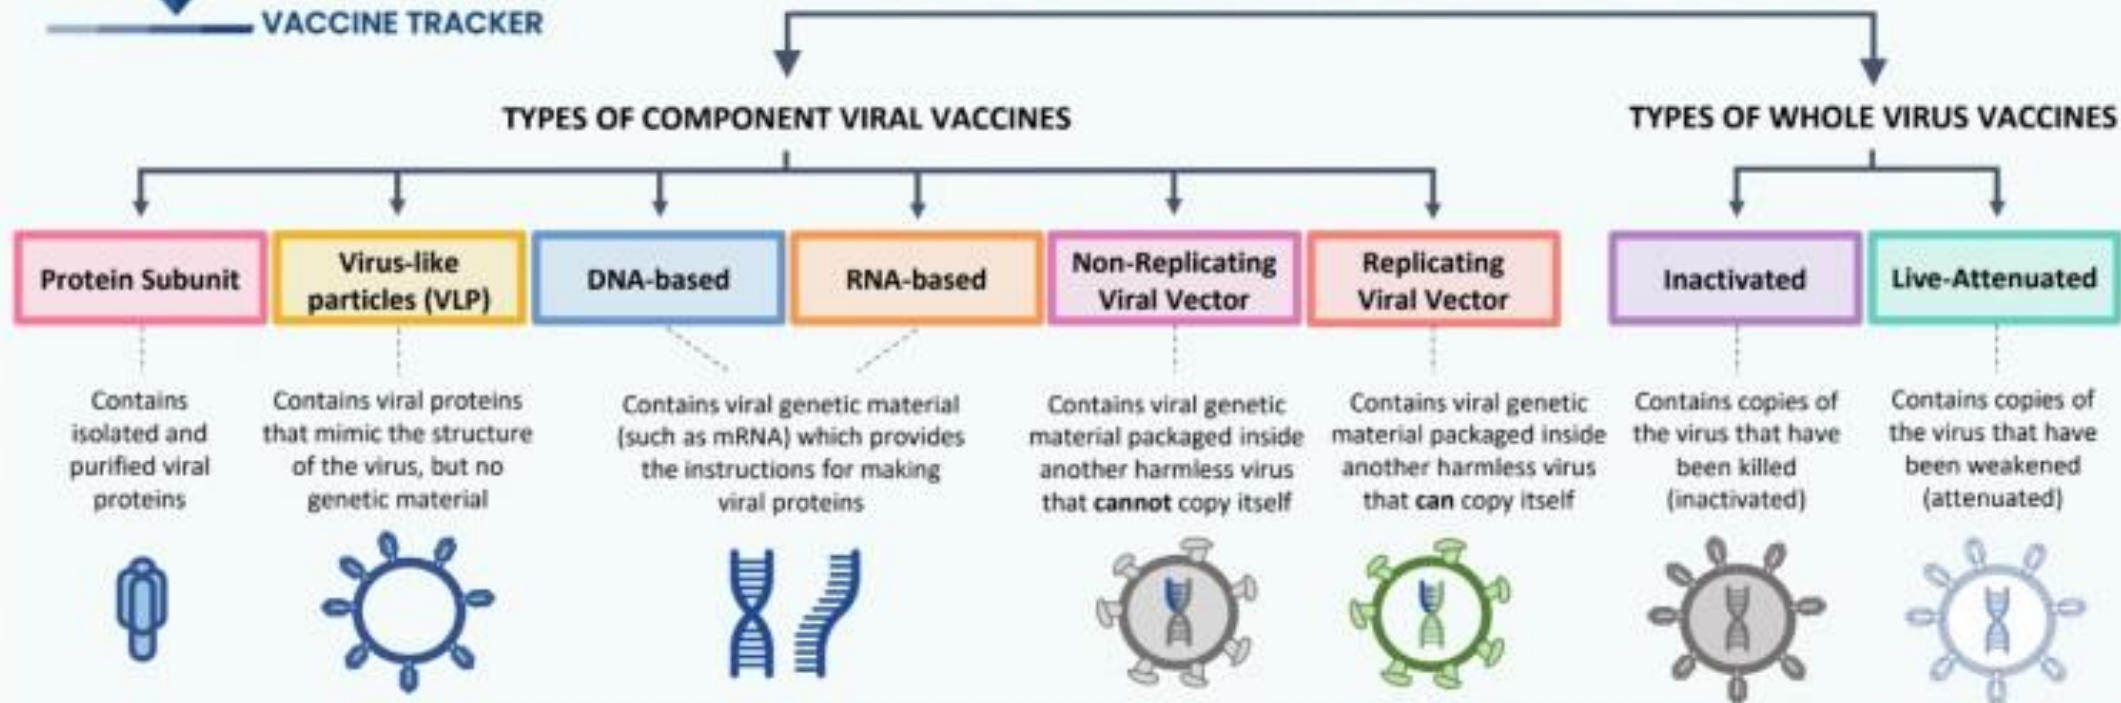 VACCINE TRACKER
TYPES OF COMPONENT VIRAL VACCINES
TYPES OF WHOLE VIRUS VACCINES
Protein Subunit
Virus-like
particles (VLP)
DNA-based
RNA-based
Non-Replicating
Viral Vector
Replicating
Viral Vector
Inactivated
Live-Attenuated
Contains
isolated and
purified viral
proteins
Contains viral proteins
that mimic the structure
of the virus, but no
genetic material
Contains viral genetic material
(such as mRNA) which provides
the instructions for making
viral proteins
Contains viral genetic
material packaged inside
another harmless virus
that cannot copy itself
Contains viral genetic
material packaged inside
another harmless virus
that can copy itself
Contains copies of
the virus that have
been killed
(inactivated)
Contains copies of
the virus that have
been weakened
(attenuated)